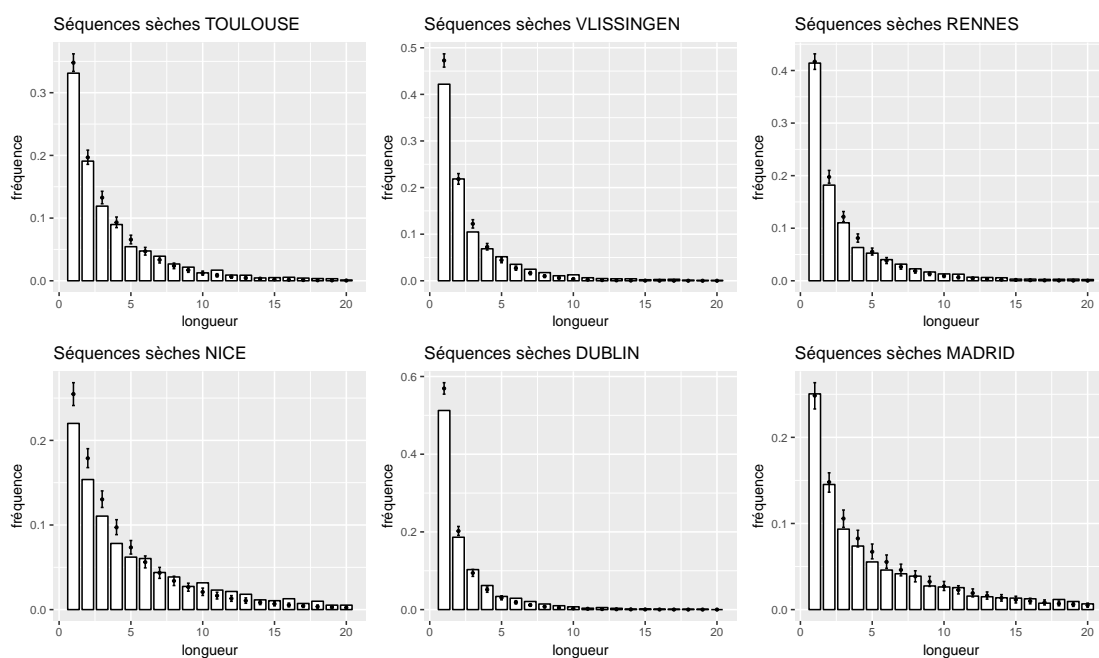 Séquences sèches TOULOUSE
fréquence
0.3
0.2
0.1
0.0
0 5 10 15 20
longueur
Séquences sèches VLISSINGEN
fréquence
0.5
0.4
0.3
0.2
0.1
0.0
0 5 10 15 20
longueur
Séquences sèches RENNES
fréquence
0.4
0.3
0.2
0.1
0.0
0 5 10 15 20
longueur
Séquences sèches NICE
fréquence
0.2
0.1
0.0
0 5 10 15 20
longueur
Séquences sèches DUBLIN
fréquence
0.6
0.4
0.2
0.0
0 5 10 15 20
longueur
Séquences sèches MADRID
fréquence
0.2
0.1
0.0
0 5 10 15 20
longueur